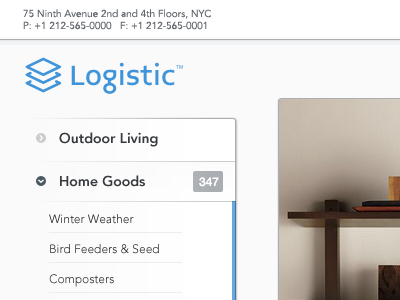 75 Ninth Avenue 2nd and 4th Floors, NYC
P: +1 212-565-0000 F: +1 212-565-0001
Logistic™
Outdoor Living
Home Goods 347
Winter Weather
Bird Feeders & Seed
Composters